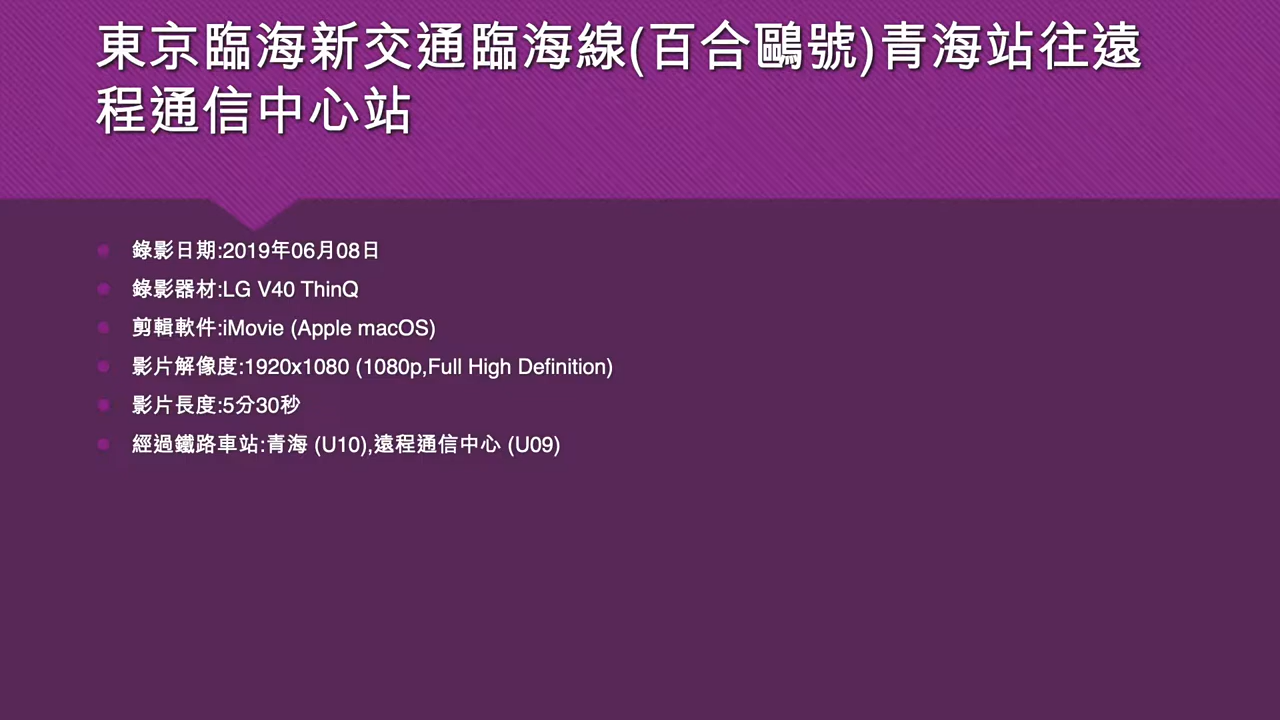 東京臨海新交通臨海線(百合鷗號)青海站往遠
程通信中心站
錄影日期:2019年06月08日
錄影器材:LG V40 ThinQ
剪輯軟件:iMovie (Apple macOS)
影片解像度:1920x1080 (1080p,Full High Definition)
影片長度:5分30秒
經過鐵路車站:青海 (U10),遠程通信中心 (U09)